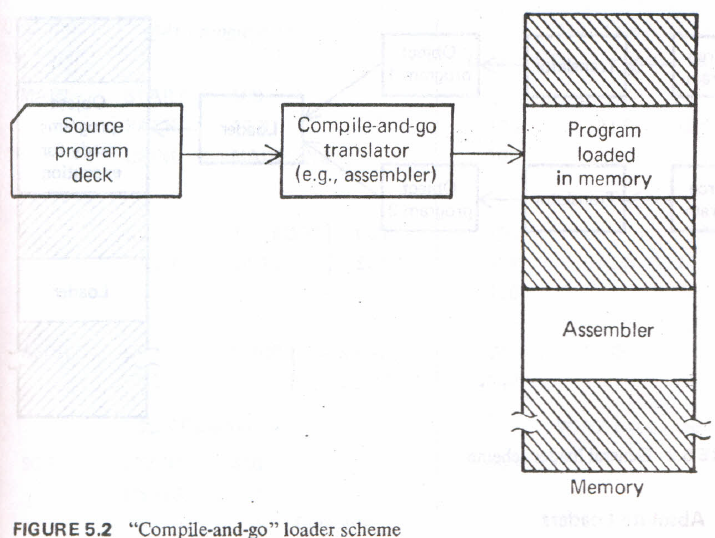 Source
program
deck
Compile-and-go
translator
(e.g., assembler)
Program
loaded
in memory
Assembler
Memory
FIGURE 5.2 "Compile-and-go" loader scheme